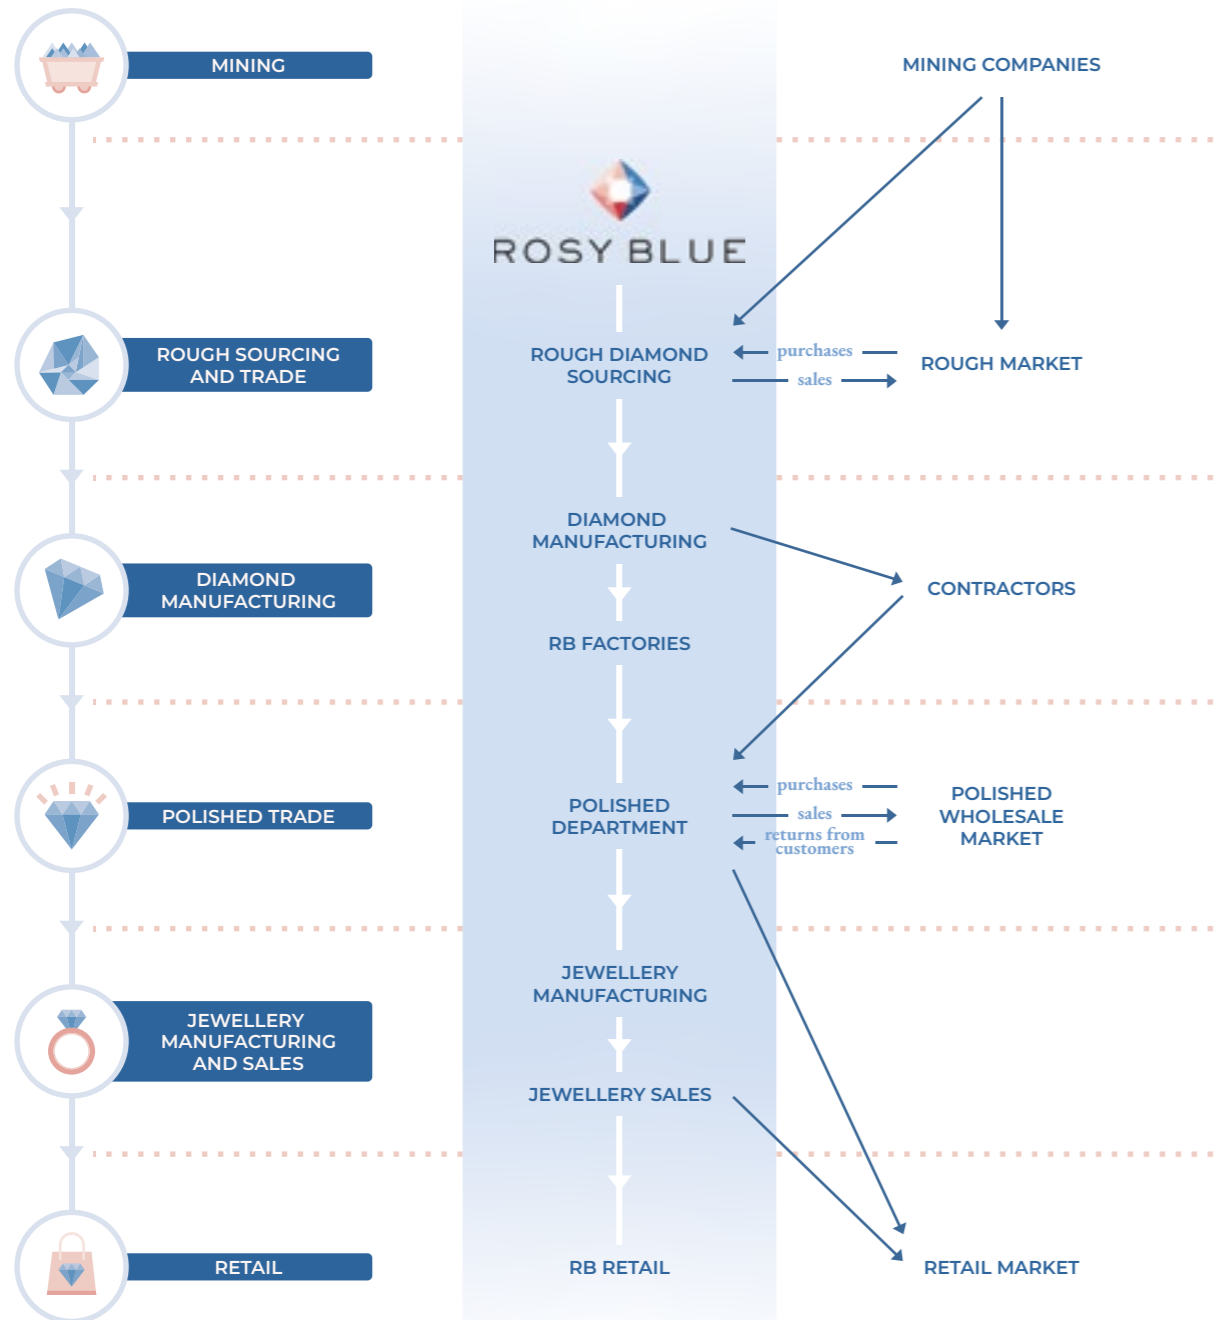 MINING
MINING COMPANIES
ROSY BLUE
ROUGH SOURCING
AND TRADE
ROUGH DIAMOND
SOURCING
purchases
sales
ROUGH MARKET
DIAMOND
MANUFACTURING
DIAMOND
MANUFACTURING
CONTRACTORS
RB FACTORIES
POLISHED TRADE
POLISHED
DEPARTMENT
purchases
sales
returns from
customers
POLISHED
WHOLESALE
MARKET
JEWELLERY
MANUFACTURING
AND SALES
JEWELLERY
MANUFACTURING
JEWELLERY SALES
RETAIL
RB RETAIL
RETAIL MARKET